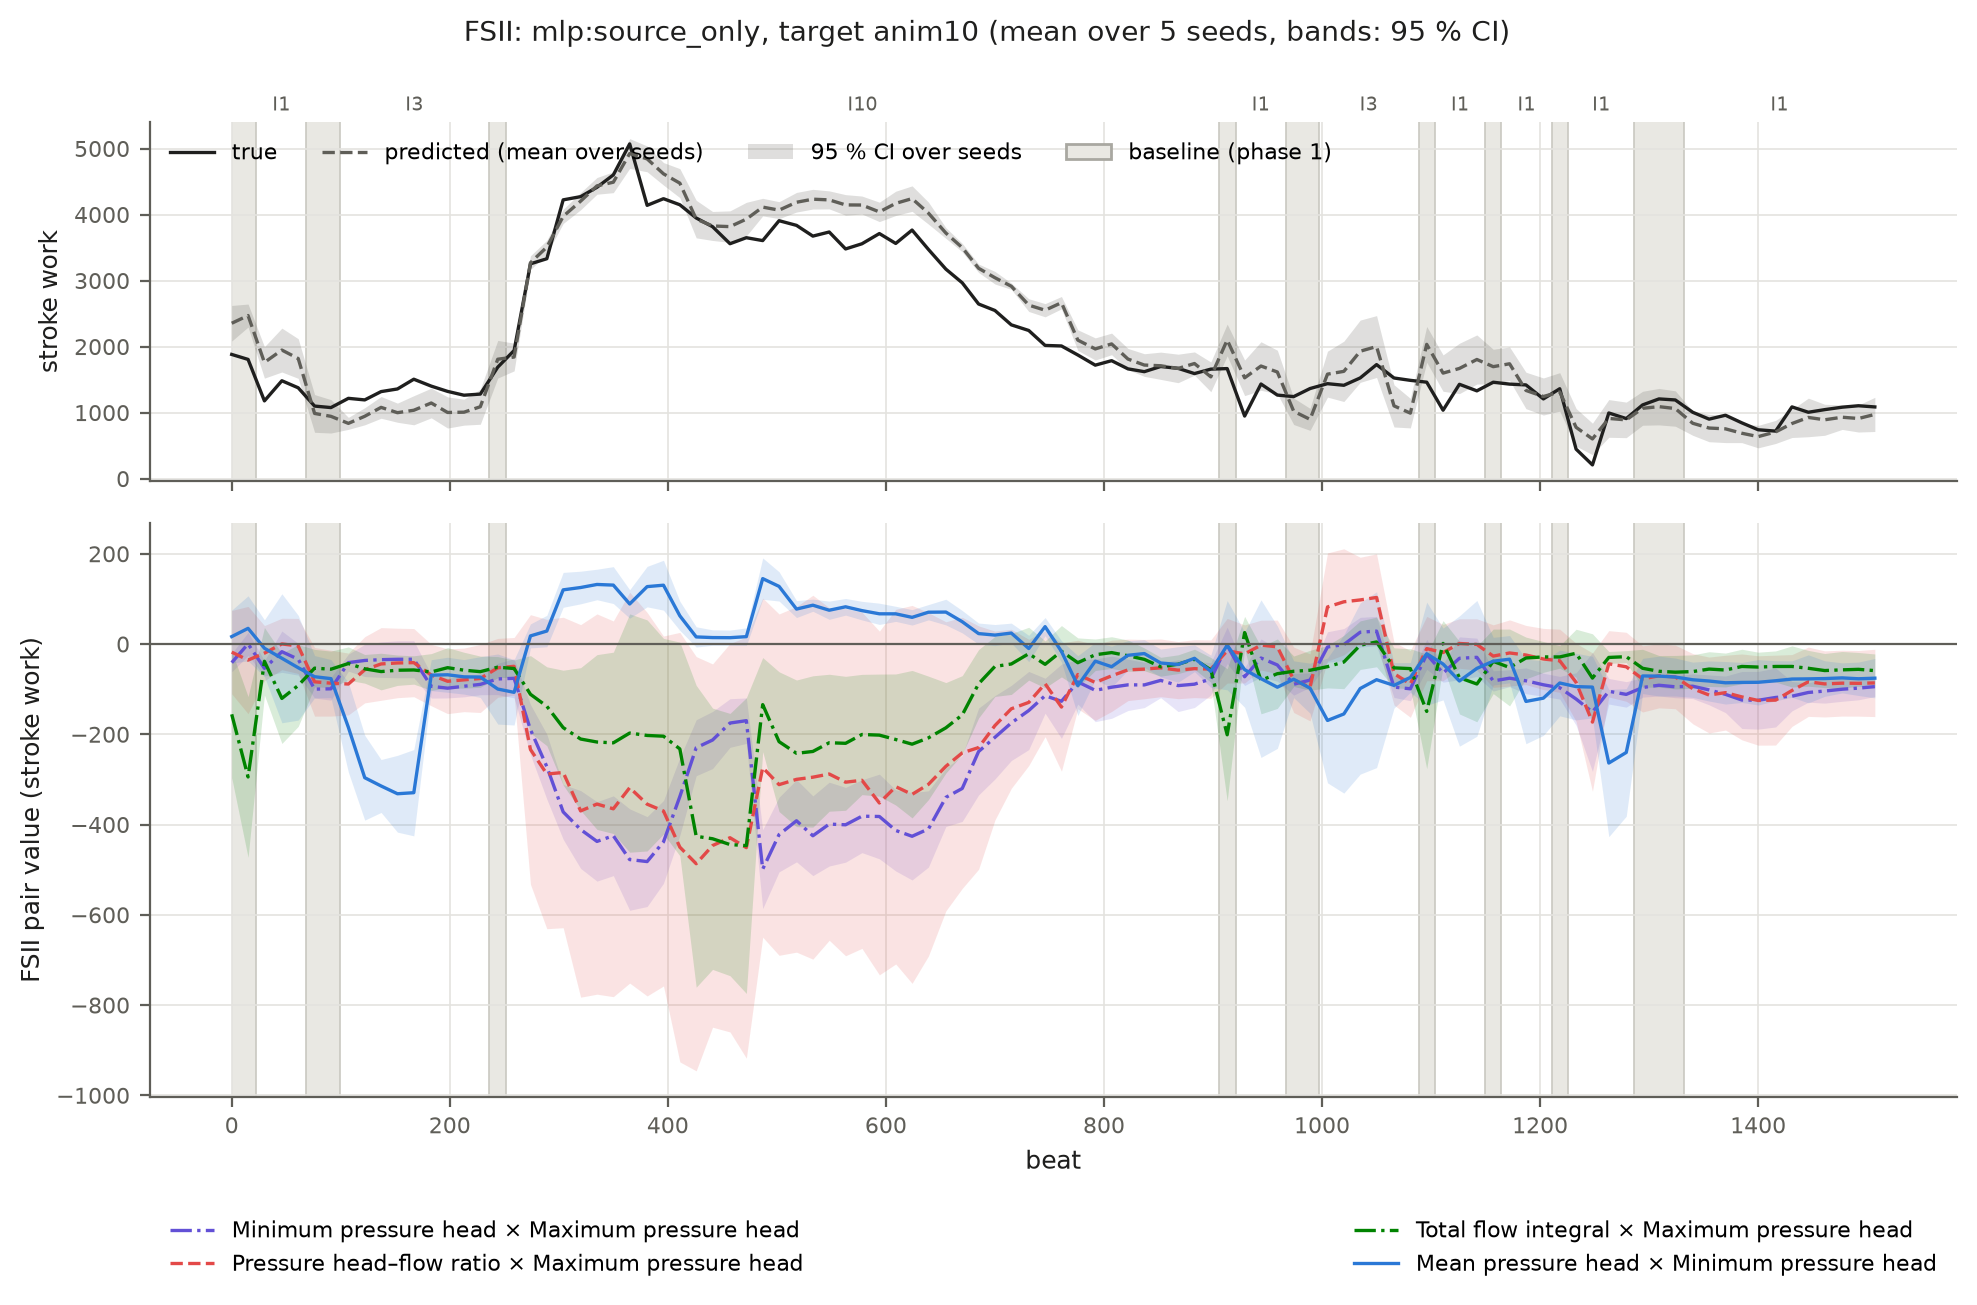 FSII: mlp:source_only, target anim10 (mean over 5 seeds, bands: 95 % CI)
I1 I3 I10 I1 I3 I1 I1 I1 I1
true predicted (mean over seeds) 95 % CI over seeds baseline (phase 1)
5000
4000
3000
2000
1000
0
stroke work
200
0
−200
−400
−600
−800
−1000
FSII pair value (stroke work)
0 200 400 600 800 1000 1200 1400
beat
Minimum pressure head × Maximum pressure head
Pressure head–flow ratio × Maximum pressure head
Total flow integral × Maximum pressure head
Mean pressure head × Minimum pressure head